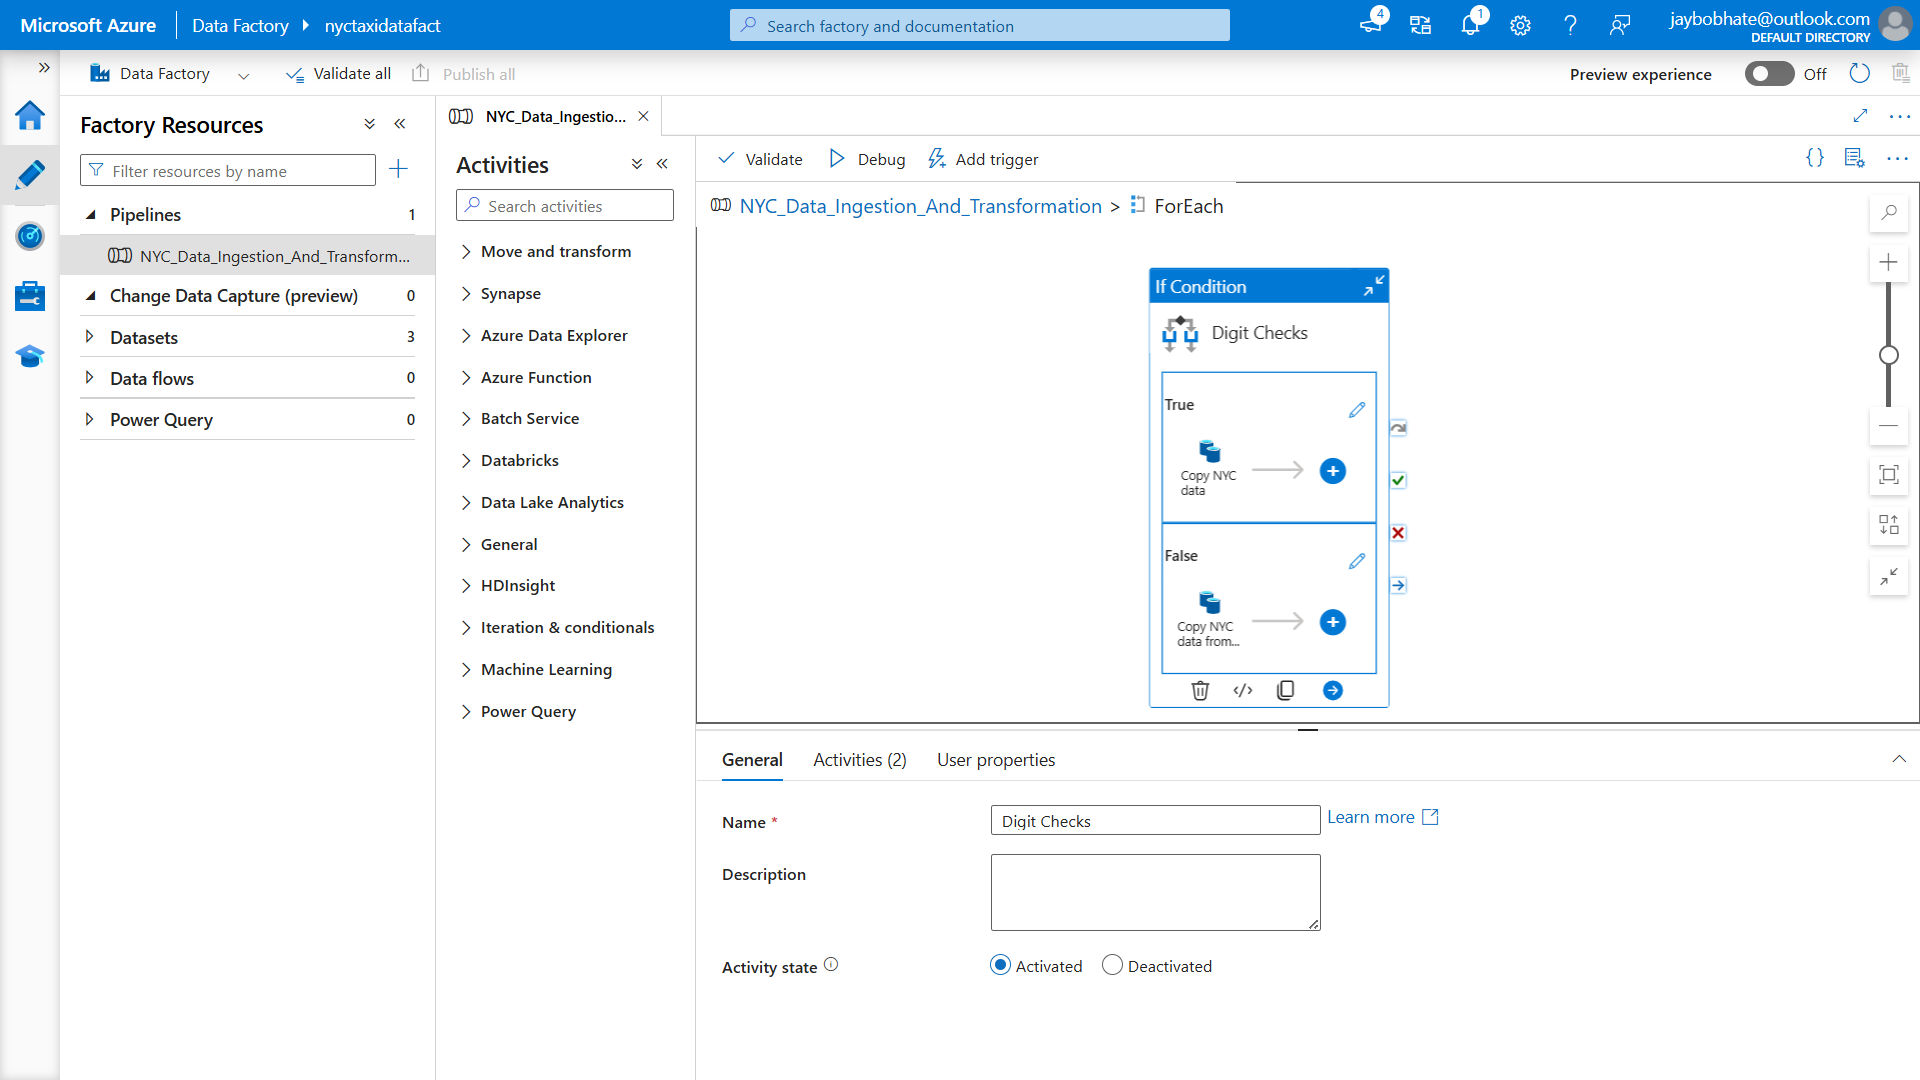 Microsoft Azure
Data Factory
nyctaxidatafact
Search factory and documentation
4
1
jaybobhate@outlook.com
DEFAULT DIRECTORY
Data Factory
Validate all
Publish all
Preview experience
Off
Factory Resources
Filter resources by name
Pipelines 1
NYC_Data_Ingestion_And_Transform...
Change Data Capture (preview) 0
Datasets 3
Data flows 0
Power Query 0
NYC_Data_Ingestio...
Activities
Search activities
Move and transform
Synapse
Azure Data Explorer
Azure Function
Batch Service
Databricks
Data Lake Analytics
General
HDInsight
Iteration & conditionals
Machine Learning
Power Query
Validate
Debug
Add trigger
NYC_Data_Ingestion_And_Transformation > ForEach
If Condition
Digit Checks
True
Copy NYC
data
False
Copy NYC
data from...
General
Activities (2)
User properties
Name *
Digit Checks
Learn more
Description
Activity state
Activated
Deactivated